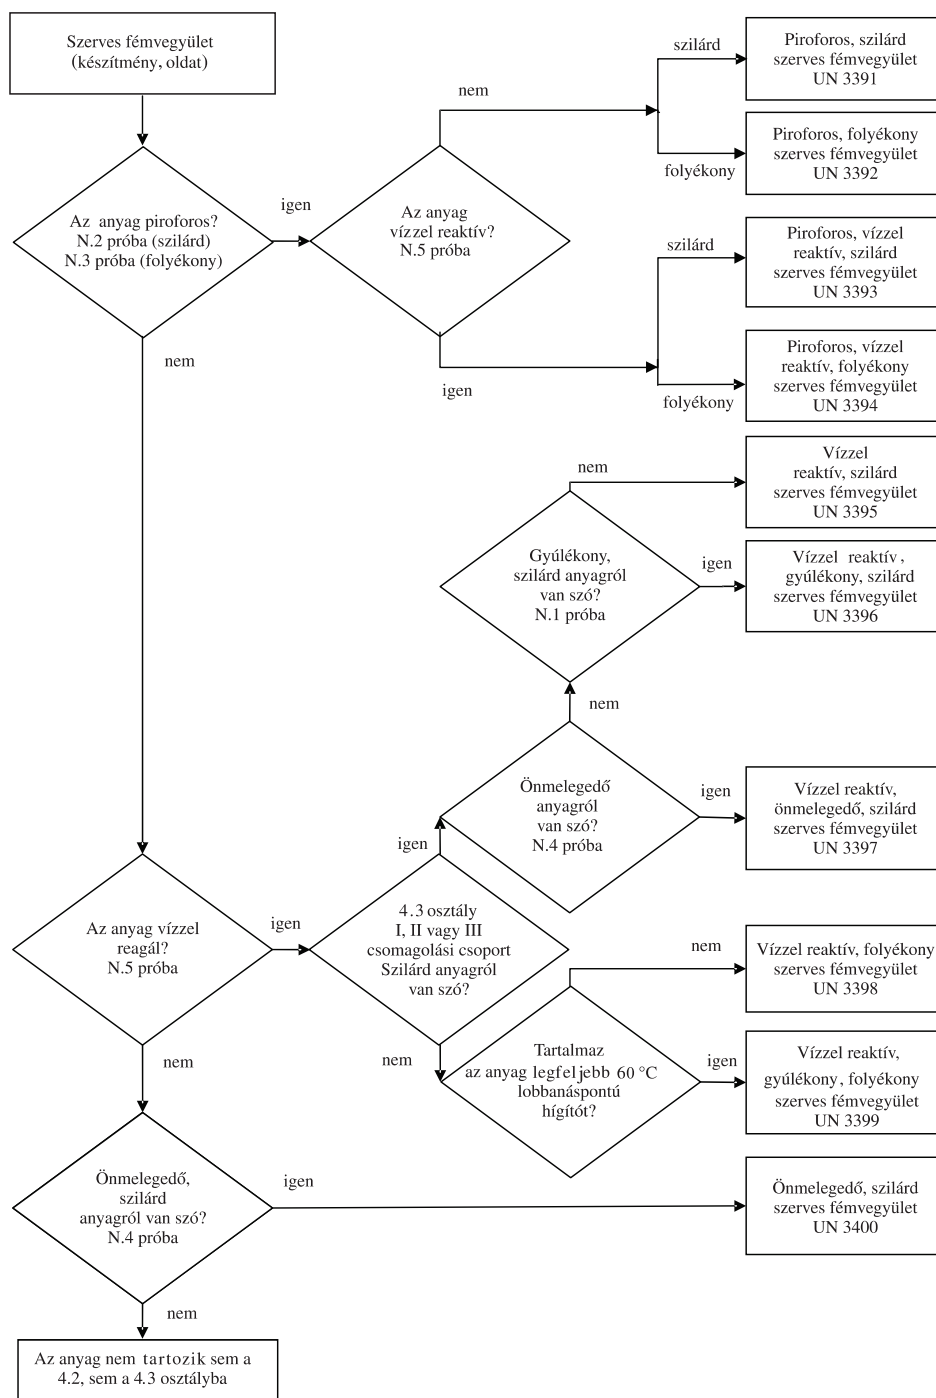 Szerves fémvegyület
(készítmény, oldat)
szilárd
Piroforos, szilárd
szerves fémvegyület
UN 3391
nem
Piroforos, folyékony
szerves fémvegyület
UN 3392
folyékony
Az anyag piroforos?
N.2 próba (szilárd)
N.3 próba (folyékony)
igen
Az anyag
vízzel reaktív?
N.5 próba
szilárd
Piroforos, vízzel
reaktív, szilárd
szerves fémvegyület
UN 3393
nem
igen
Piroforos, vízzel
reaktív, folyékony
szerves fémvegyület
UN 3394
folyékony
nem
Vízzel
reaktív, szilárd
szerves fémvegyület
UN 3395
Gyúlékony,
szilárd anyagról
van szó?
N.1 próba
igen
Vízzel reaktív,
gyúlékony, szilárd
szerves fémvegyület
UN 3396
nem
Önmelegedő
anyagról
van szó?
N.4 próba
igen
Vízzel reaktív,
önmelegedő, szilárd
szerves fémvegyület
UN 3397
igen
Az anyag vízzel
reagál?
N.5 próba
igen
4.3 osztály
I, II vagy III
csomagolási csoport
Szilárd anyagról
van szó?
nem
Vízzel reaktív, folyékony
szerves fémvegyület
UN 3398
nem
nem
Tartalmaz
az anyag legfeljebb 60 °C
lobbanáspontú
hígítót?
igen
Vízzel reaktív,
gyúlékony, folyékony
szerves fémvegyület
UN 3399
Önmelegedő,
szilárd
anyagról van szó?
N.4 próba
igen
Önmelegedő, szilárd
szerves fémvegyület
UN 3400
nem
Az anyag nem tartozik sem a
4.2, sem a 4.3 osztályba